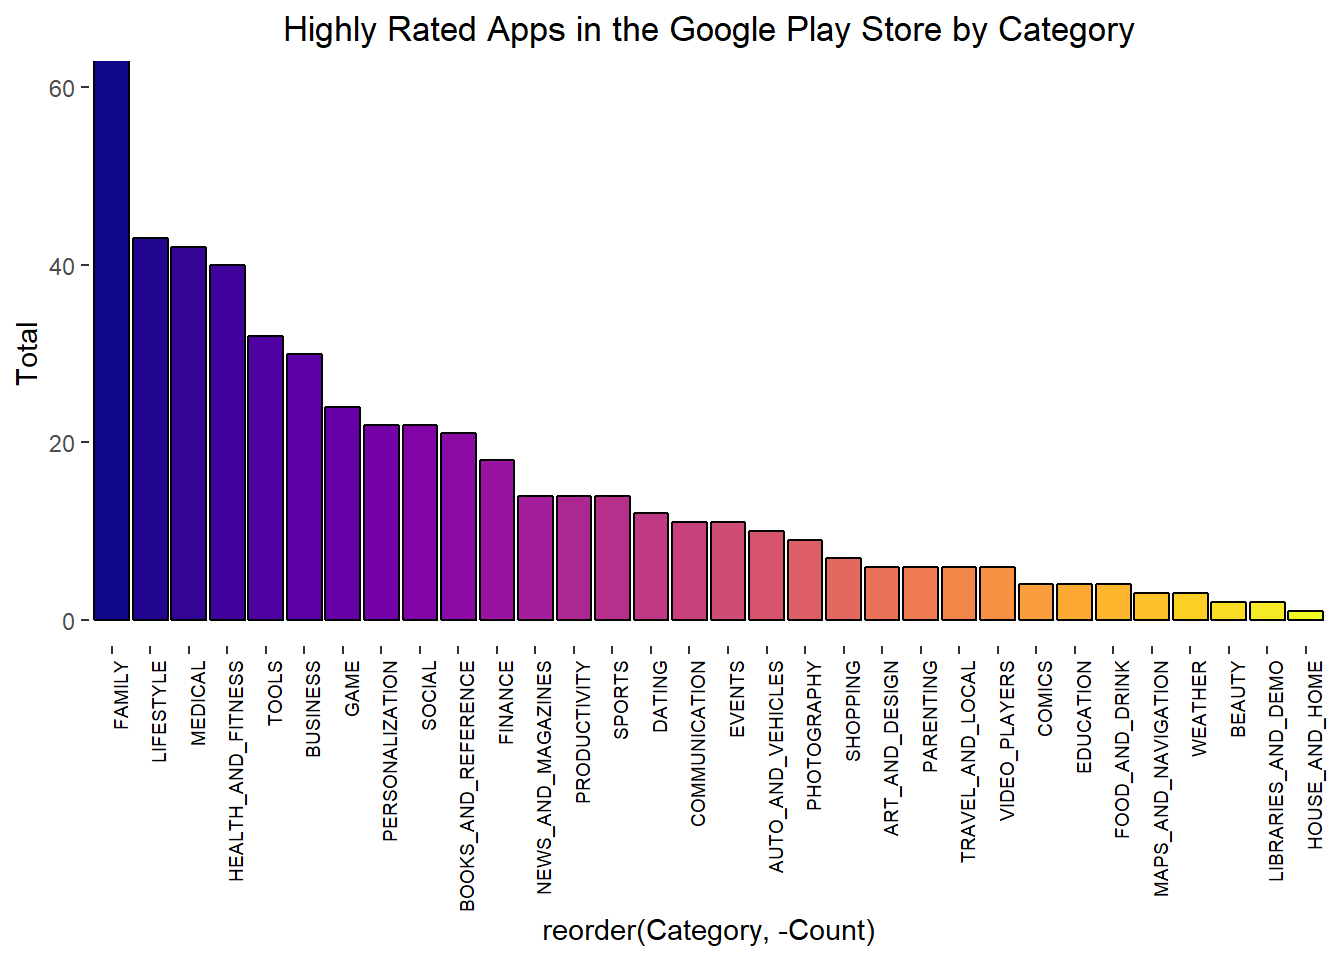 Highly Rated Apps in the Google Play Store by Category
60
40
20
0
Total
FAMILY
LIFESTYLE
MEDICAL
HEALTH_AND_FITNESS
TOOLS
BUSINESS
GAME
PERSONALIZATION
SOCIAL
BOOKS_AND_REFERENCE
FINANCE
NEWS_AND_MAGAZINES
PRODUCTIVITY
SPORTS
DATING
COMMUNICATION
EVENTS
AUTO_AND_VEHICLES
PHOTOGRAPHY
SHOPPING
ART_AND_DESIGN
PARENTING
TRAVEL_AND_LOCAL
VIDEO_PLAYERS
COMICS
EDUCATION
FOOD_AND_DRINK
MAPS_AND_NAVIGATION
WEATHER
BEAUTY
LIBRARIES_AND_DEMO
HOUSE_AND_HOME
reorder(Category, -Count)